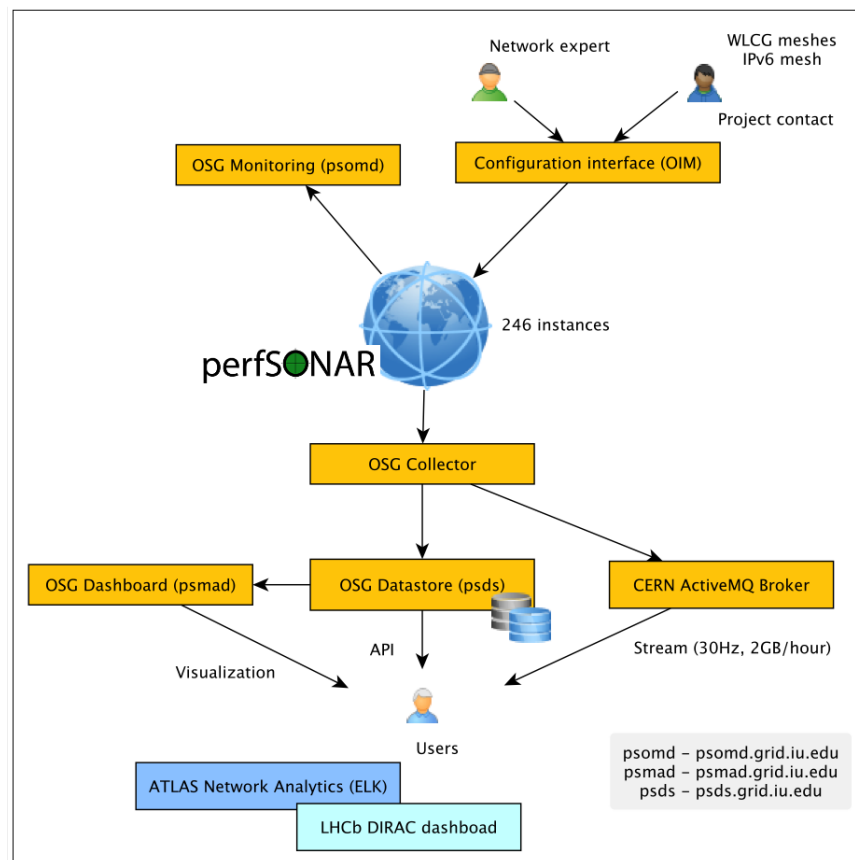 Network expert
WLCG meshes
IPv6 mesh
Project contact
OSG Monitoring (psomd)
Configuration interface (OIM)
246 instances
perfSONAR
OSG Collector
OSG Dashboard (psmad)
OSG Datastore (psds)
CERN ActiveMQ Broker
API
Stream (30Hz, 2GB/hour)
Visualization
Users
psomd – psomd.grid.iu.edu
psmad – psmad.grid.iu.edu
psds – psds.grid.iu.edu
ATLAS Network Analytics (ELK)
LHCb DIRAC dashboad